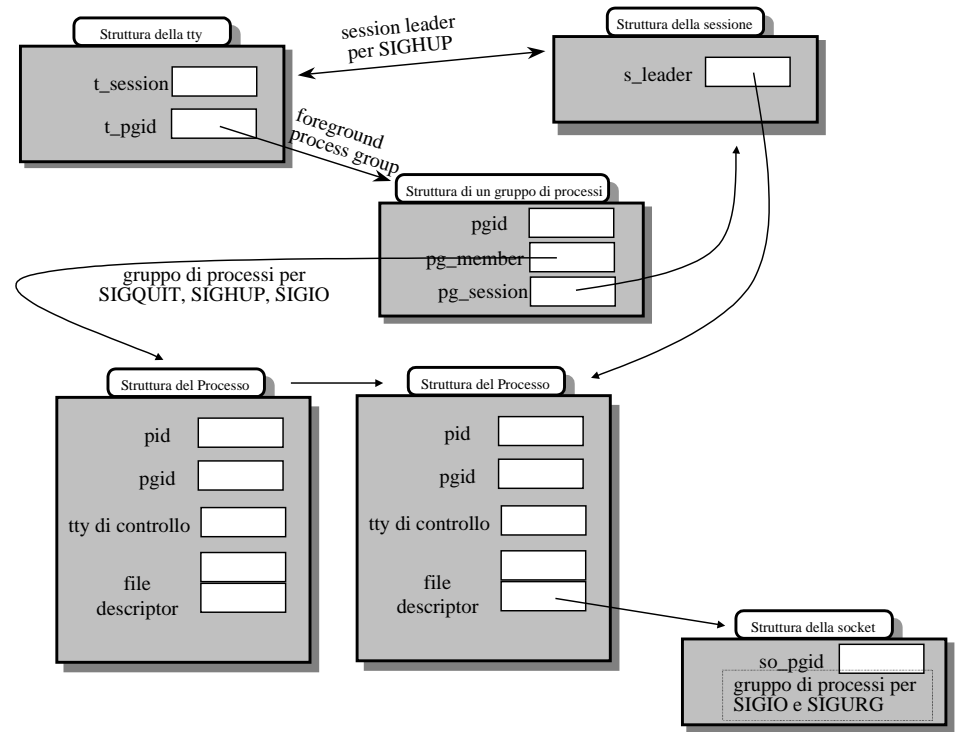 Struttura della tty
t_session
t_pgid
session leader
per SIGHUP
Struttura della sessione
s_leader
foreground
process group
Struttura di un gruppo di processi
pgid
pg_member
pg_session
gruppo di processi per
SIGQUIT, SIGHUP, SIGIO
Struttura del Processo
pid
pgid
tty di controllo
file
descriptor
Struttura del Processo
pid
pgid
tty di controllo
file
descriptor
Struttura della socket
so_pgid
gruppo di processi per
SIGIO e SIGURG